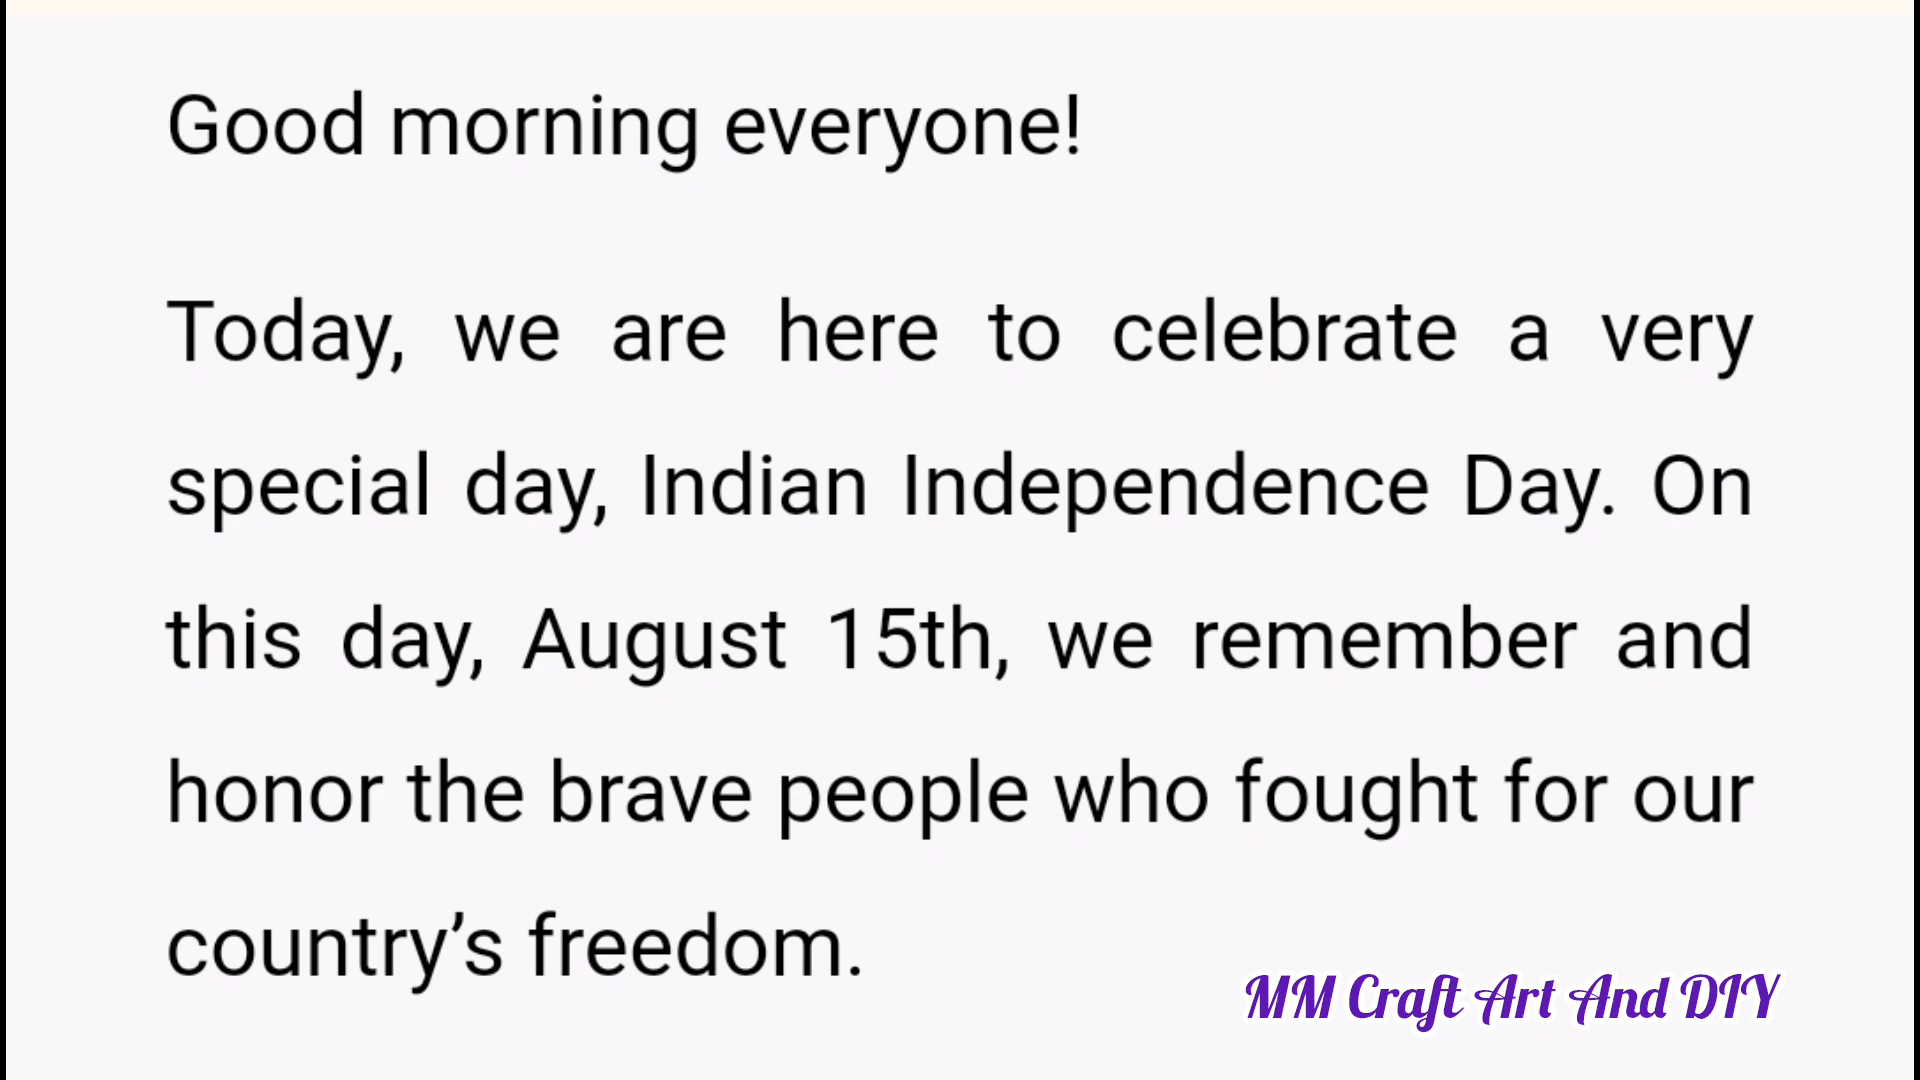 Good morning everyone!
Today, we are here to celebrate a very
special day, Indian Independence Day. On
this day, August 15th, we remember and
honor the brave people who fought for our
country’s freedom.
MM Craft Art And DIY